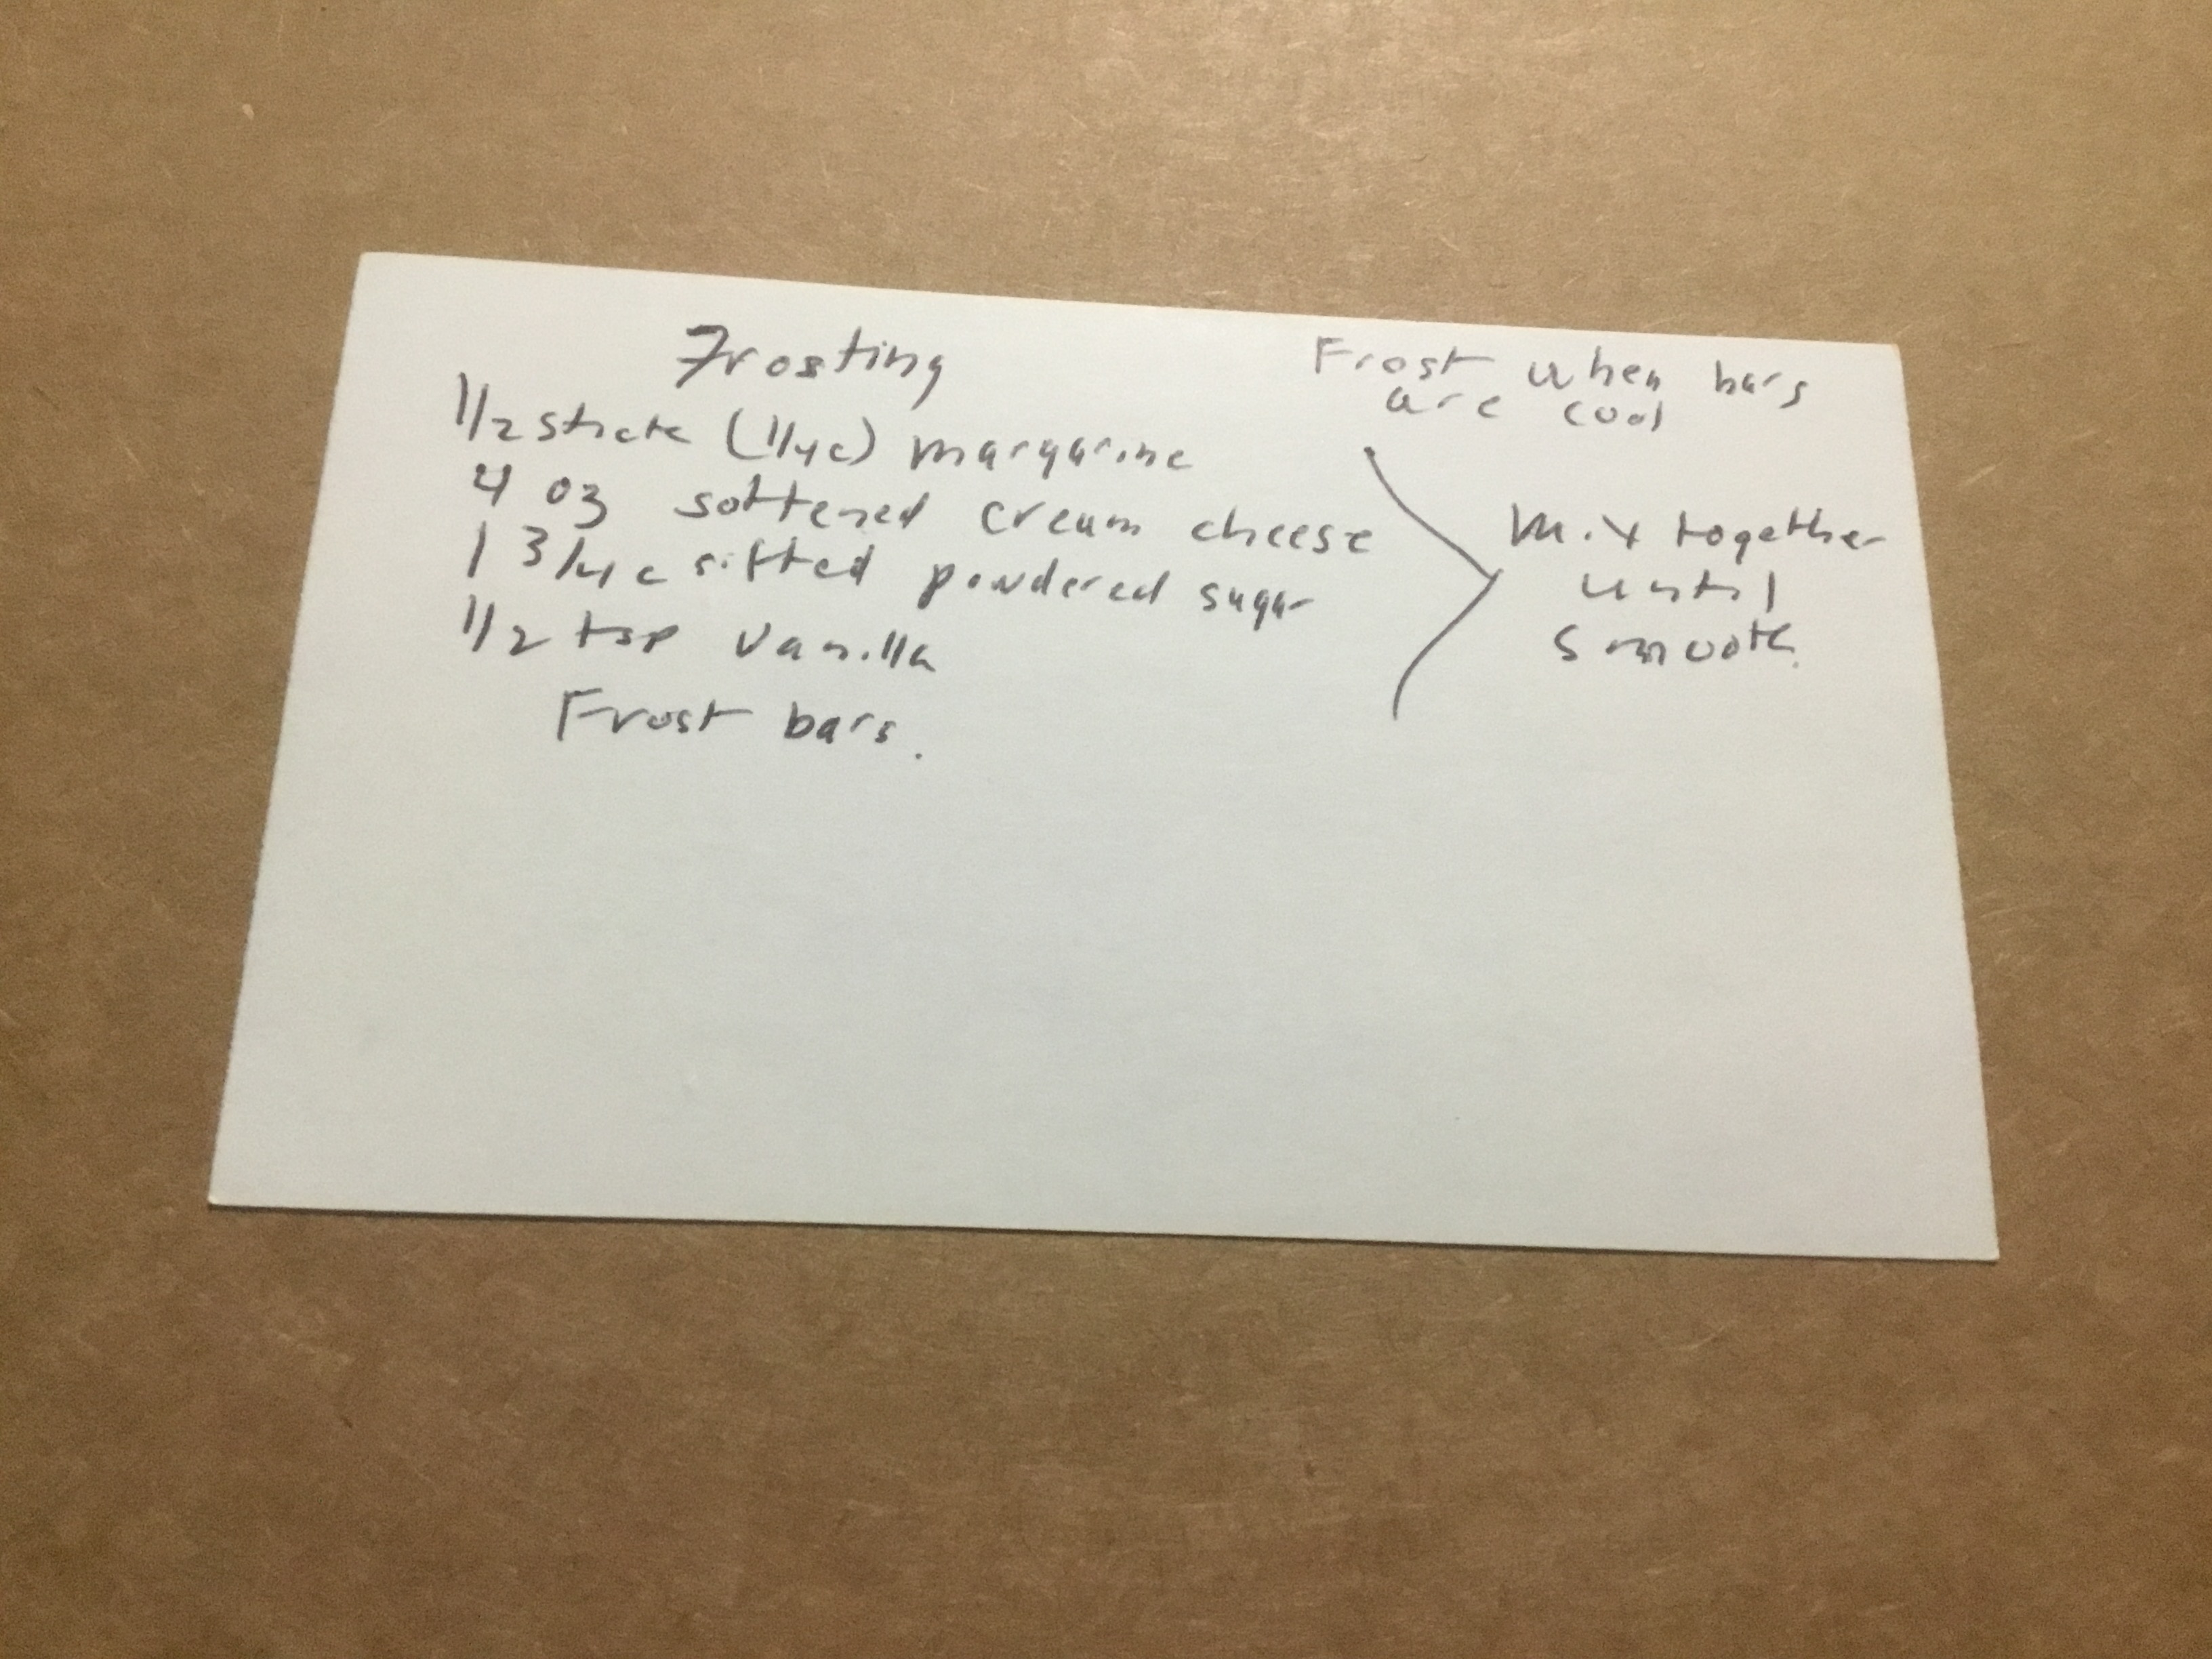 Frosting
1/2 stick (1/4 c) margarine
4 oz softened cream cheese
1 3/4 c sifted powdered sugar
1/2 tsp vanilla
Frost bars.
Frost when bars
are cool
Mix together
until
smooth.